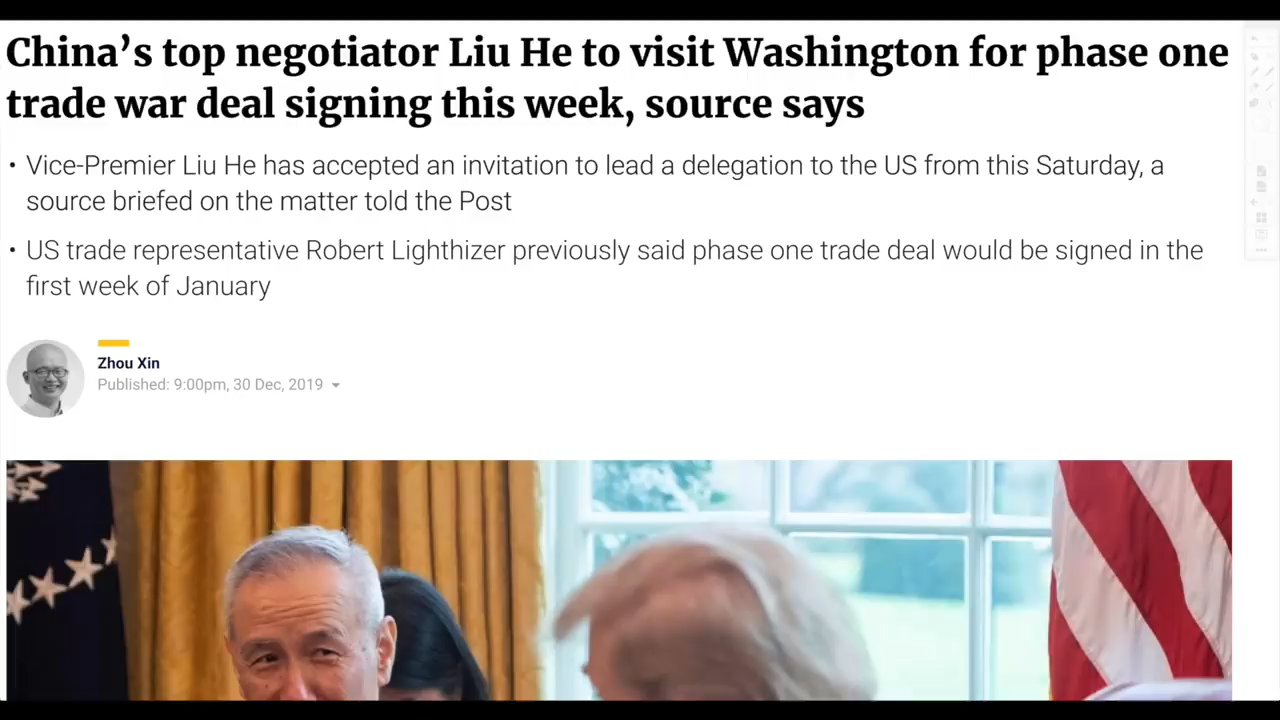 China’s top negotiator Liu He to visit Washington for phase one
trade war deal signing this week, source says
• Vice-Premier Liu He has accepted an invitation to lead a delegation to the US from this Saturday, a
source briefed on the matter told the Post
• US trade representative Robert Lighthizer previously said phase one trade deal would be signed in the
first week of January
Zhou Xin
Published: 9:00pm, 30 Dec, 2019